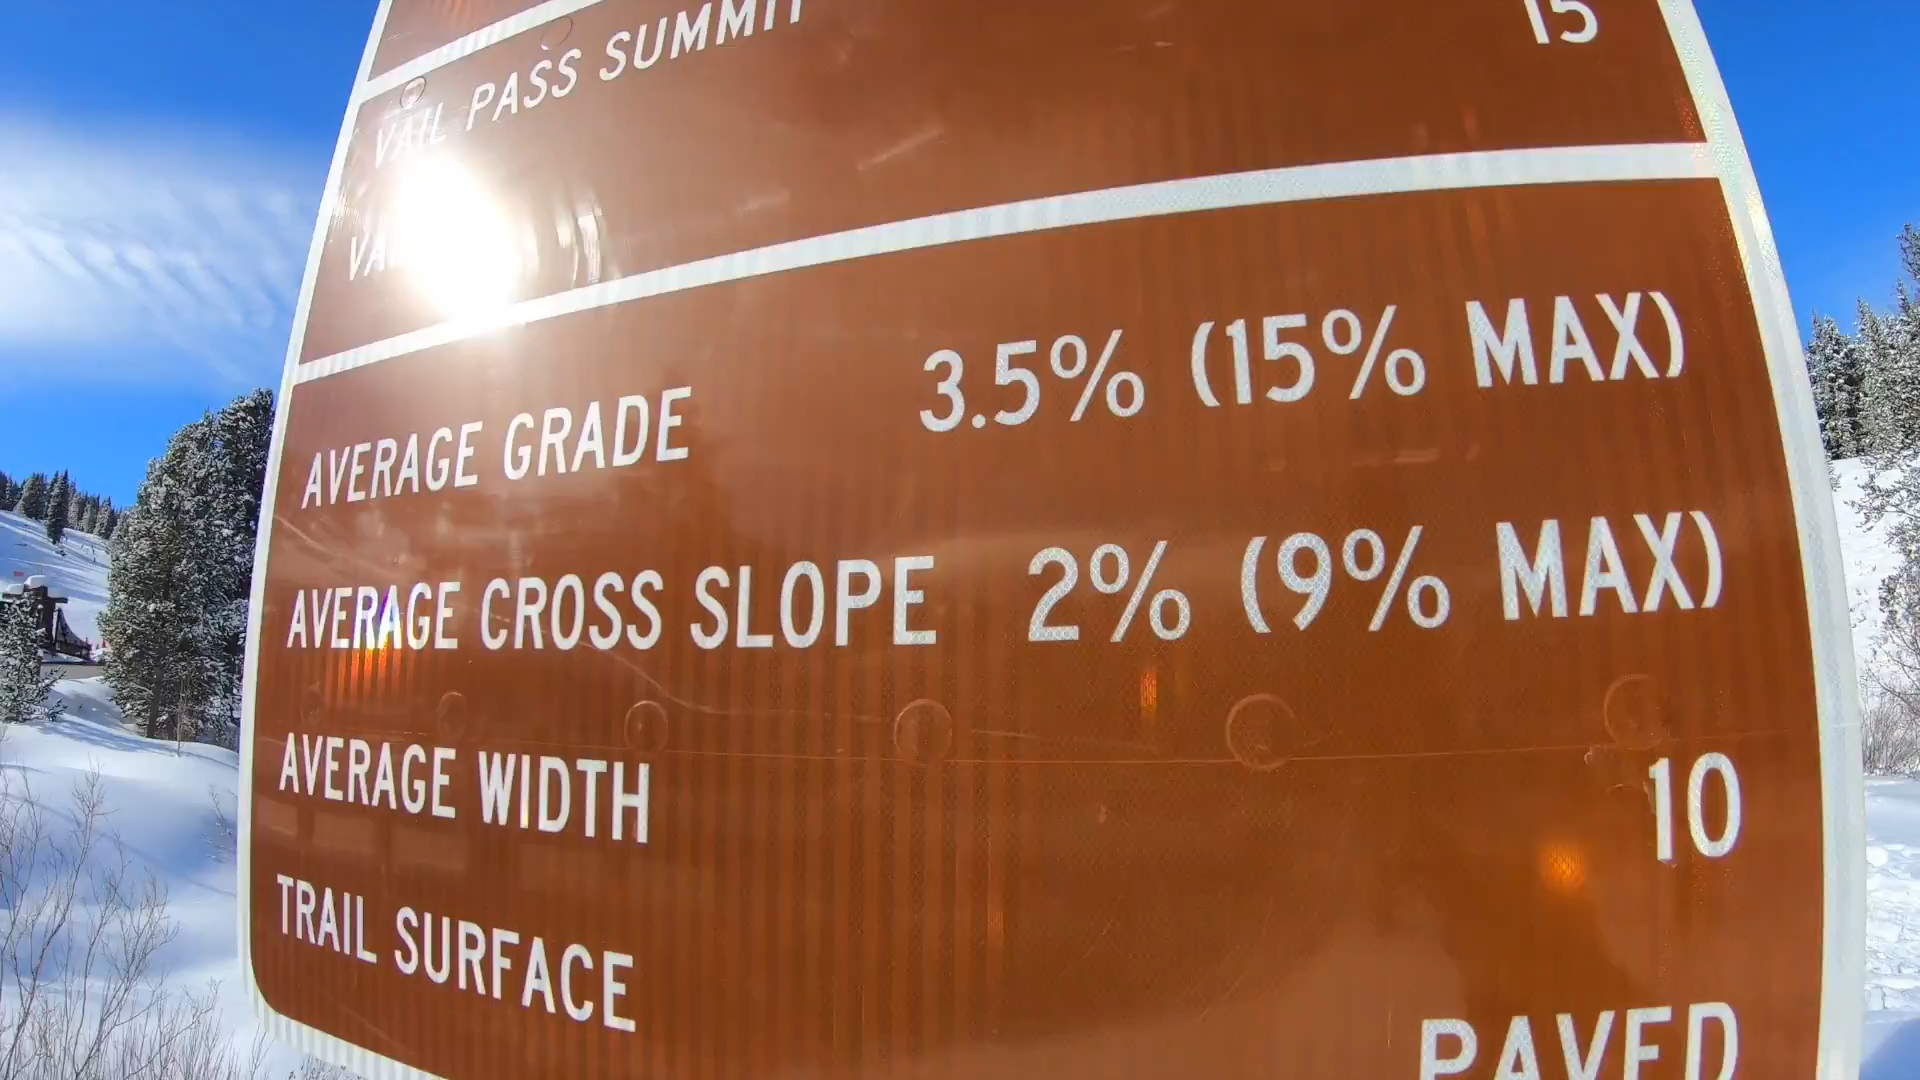 VAIL PASS SUMMIT 15
AVERAGE GRADE 3.5% (15% MAX)
AVERAGE CROSS SLOPE 2% (9% MAX)
AVERAGE WIDTH 10
TRAIL SURFACE
PAVED